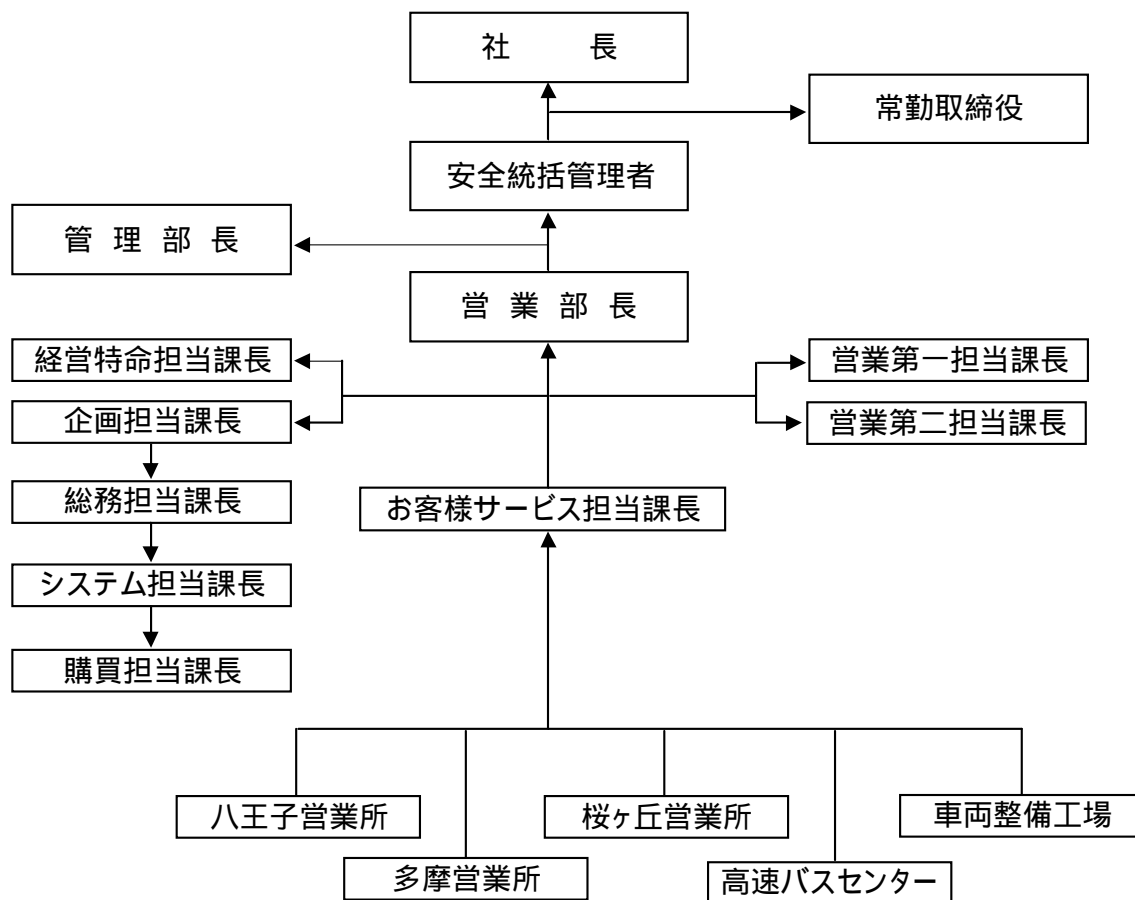 社　　　長
常勤取締役
安全統括管理者
管 理 部 長
営 業 部 長
経営特命担当課長
営業第一担当課長
企画担当課長
営業第二担当課長
総務担当課長
お客様サービス担当課長
システム担当課長
購買担当課長
八王子営業所
桜ヶ丘営業所
車両整備工場
多摩営業所
高速バスセンター